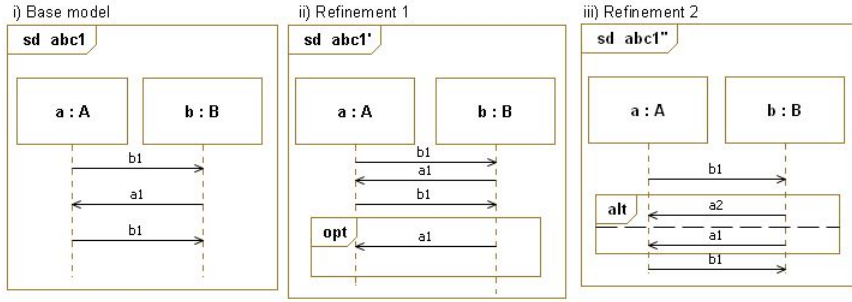 i) Base model
sd abc1
a : A
b : B
b1
a1
b1
ii) Refinement 1
sd abc1'
a : A
b : B
b1
a1
b1
opt
a1
iii) Refinement 2
sd abc1"
a : A
b : B
b1
alt
a2
a1
b1